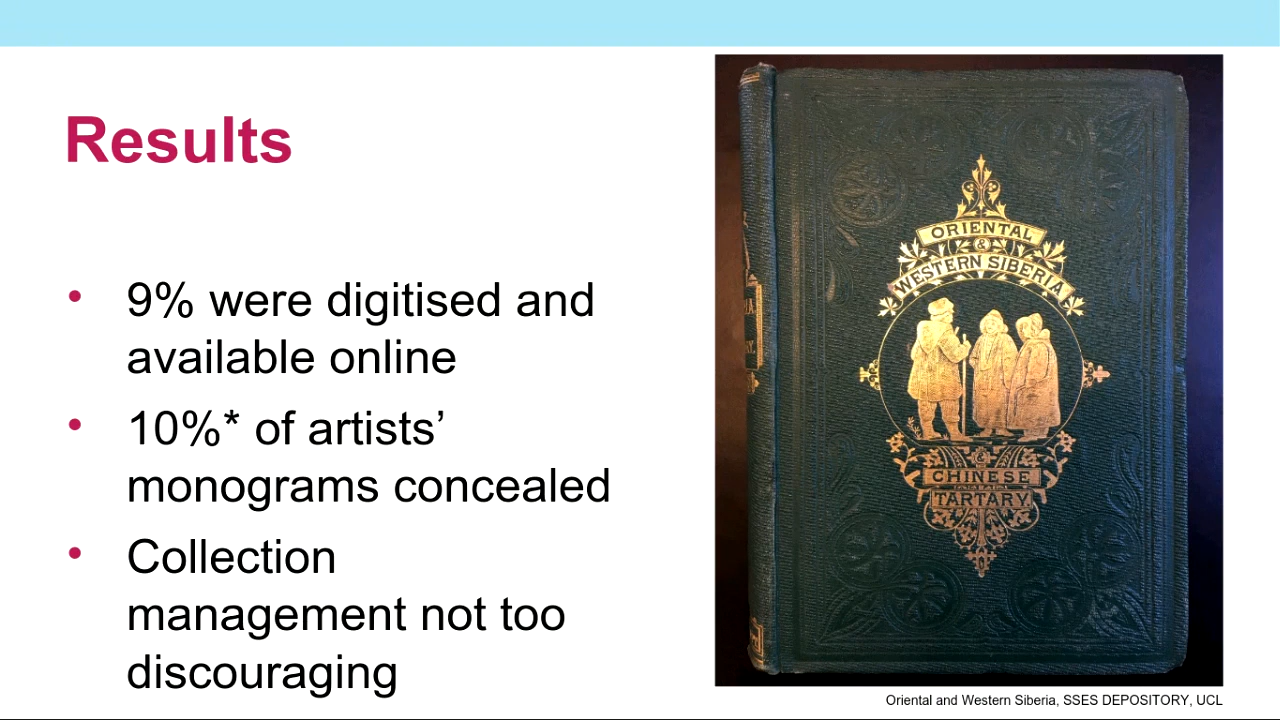 Results
• 9% were digitised and
available online
• 10%* of artists’
monograms concealed
• Collection
management not too
discouraging
ORIENTAL
&
WESTERN SIBERIA
&
CHINESE
TARTARY
Oriental and Western Siberia, SSES DEPOSITORY, UCL